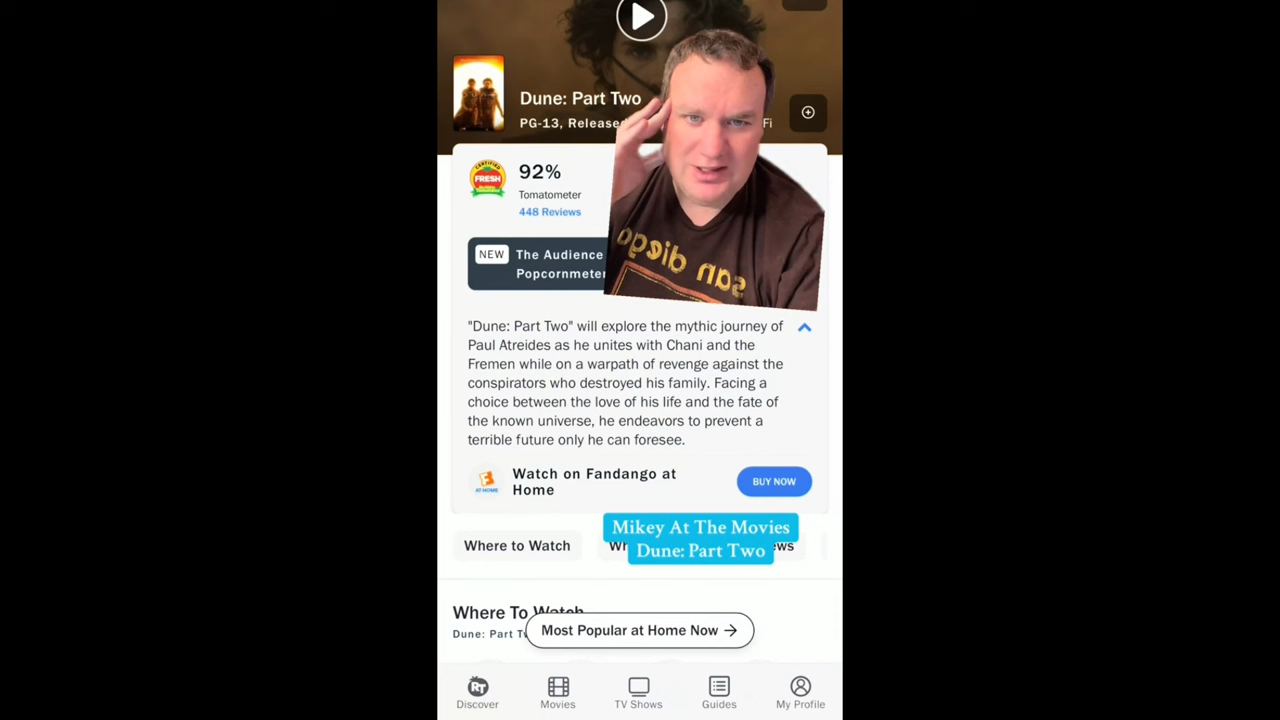 Dune: Part Two
PG-13, Released
Fi
CERTIFIED
FRESH
92%
Tomatometer
448 Reviews
NEW
The Audience
Popcornmeter
san diego
"Dune: Part Two" will explore the mythic journey of
Paul Atreides as he unites with Chani and the
Fremen while on a warpath of revenge against the
conspirators who destroyed his family. Facing a
choice between the love of his life and the fate of
the known universe, he endeavors to prevent a
terrible future only he can foresee.
AT HOME
Watch on Fandango at
Home
BUY NOW
Mikey At The Movies
Dune: Part Two
Where to Watch
Where To Watch
Dune: Part
Most Popular at Home Now
RT
Discover
Movies
TV Shows
Guides
My Profile